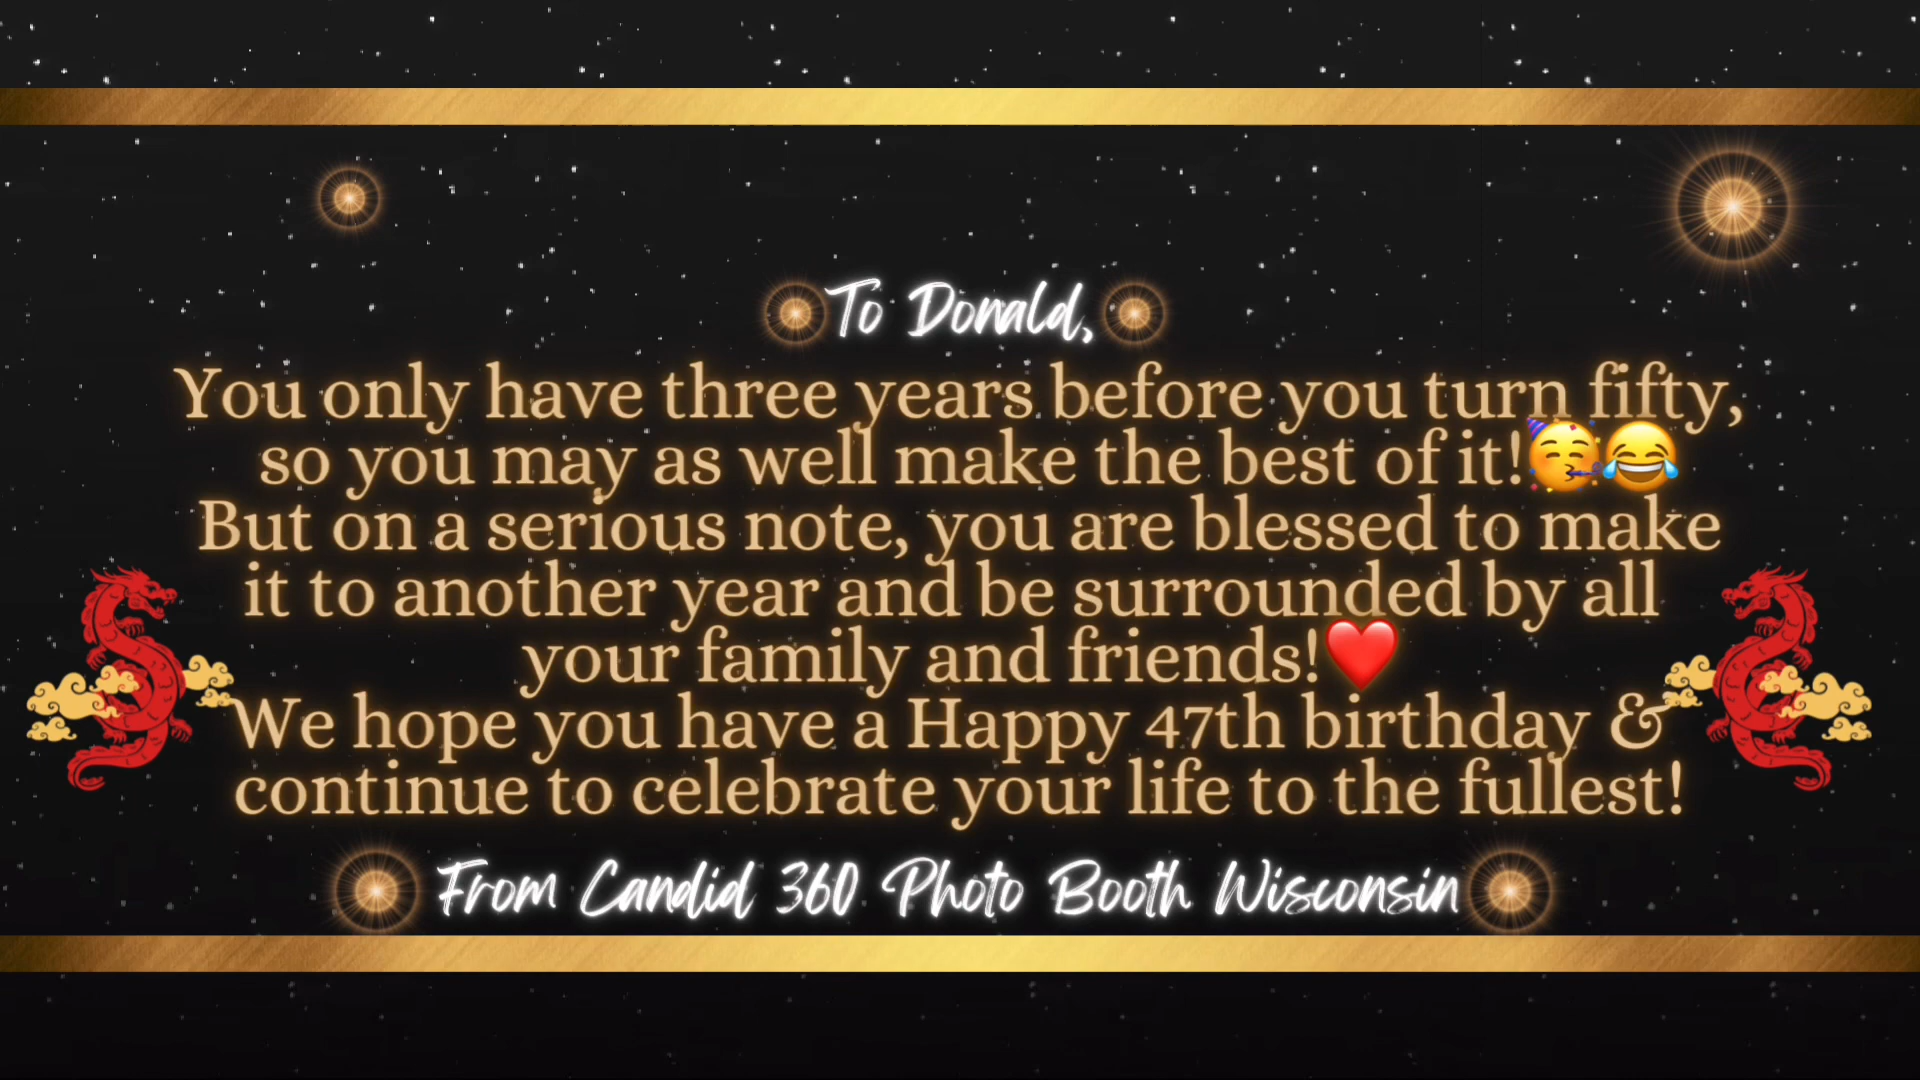 To Donald,
You only have three years before you turn fifty,
so you may as well make the best of it!🥳😂
But on a serious note, you are blessed to make
it to another year and be surrounded by all
your family and friends!❤️
We hope you have a Happy 47th birthday &
continue to celebrate your life to the fullest!
From Candid 360 Photo Booth Wisconsin